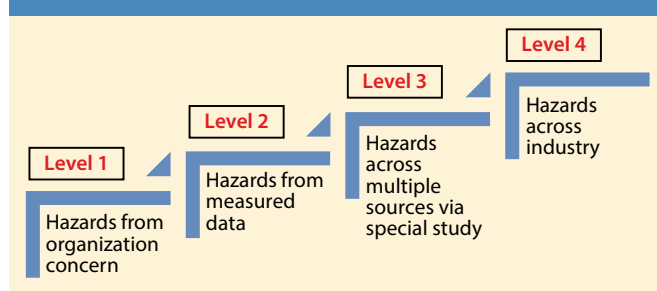 Level 1
Hazards from
organization
concern
Level 2
Hazards from
measured
data
Level 3
Hazards
across
multiple
sources via
special study
Level 4
Hazards
across
industry